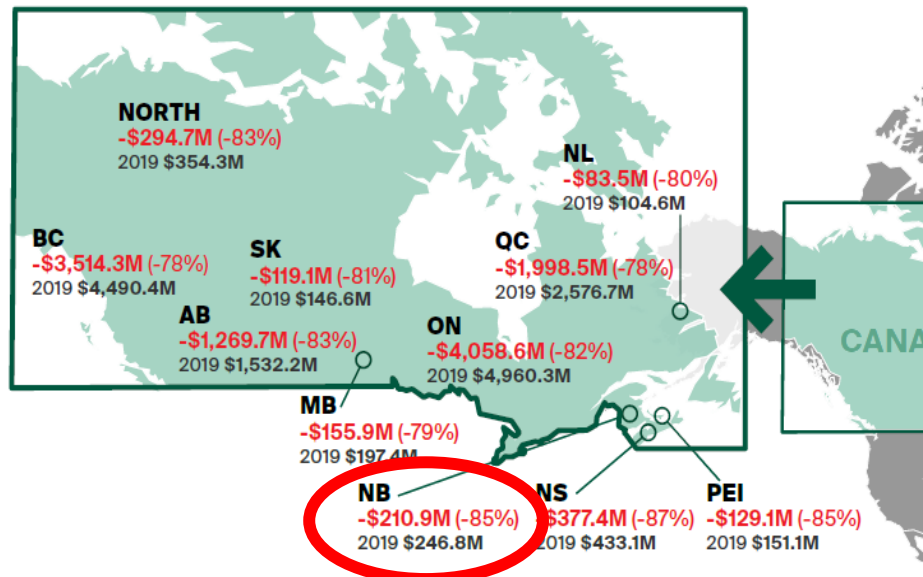 NORTH
-$294.7M (-83%)
2019 $354.3M
NL
-$83.5M (-80%)
2019 $104.6M
BC
-$3,514.3M (-78%)
2019 $4,490.4M
SK
-$119.1M (-81%)
2019 $146.6M
QC
-$1,998.5M (-78%)
2019 $2,576.7M
AB
-$1,269.7M (-83%)
2019 $1,532.2M
ON
-$4,058.6M (-82%)
2019 $4,960.3M
CANA
MB
-$155.9M (-79%)
2019 $197.4M
NB
-$210.9M (-85%)
2019 $246.8M
NS
-$377.4M (-87%)
2019 $433.1M
PEI
-$129.1M (-85%)
2019 $151.1M